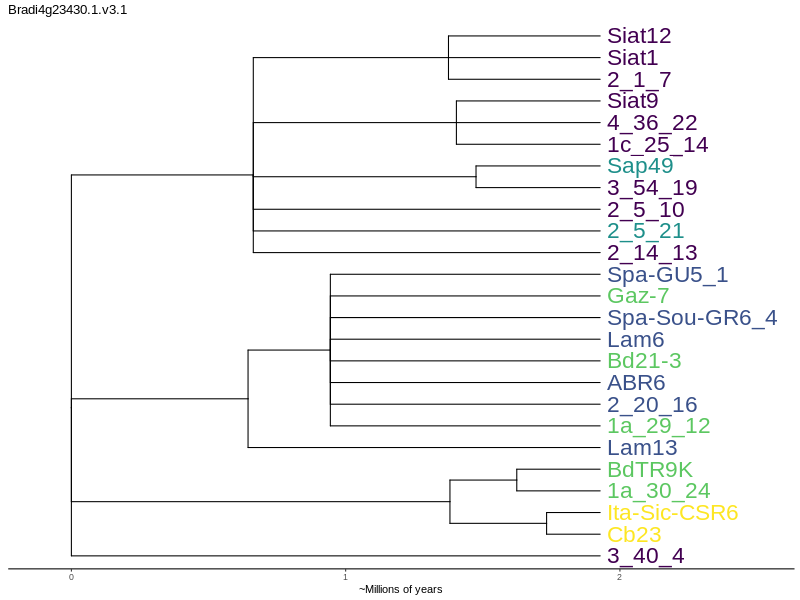 Bradi4g23430.1.v3.1
Siat12
Siat1
2_1_7
Siat9
4_36_22
1c_25_14
Sap49
3_54_19
2_5_10
2_5_21
2_14_13
Spa-GU5_1
Gaz-7
Spa-Sou-GR6_4
Lam6
Bd21-3
ABR6
2_20_16
1a_29_12
Lam13
BdTR9K
1a_30_24
Ita-Sic-CSR6
Cb23
3_40_4
0 1 2
~Millions of years